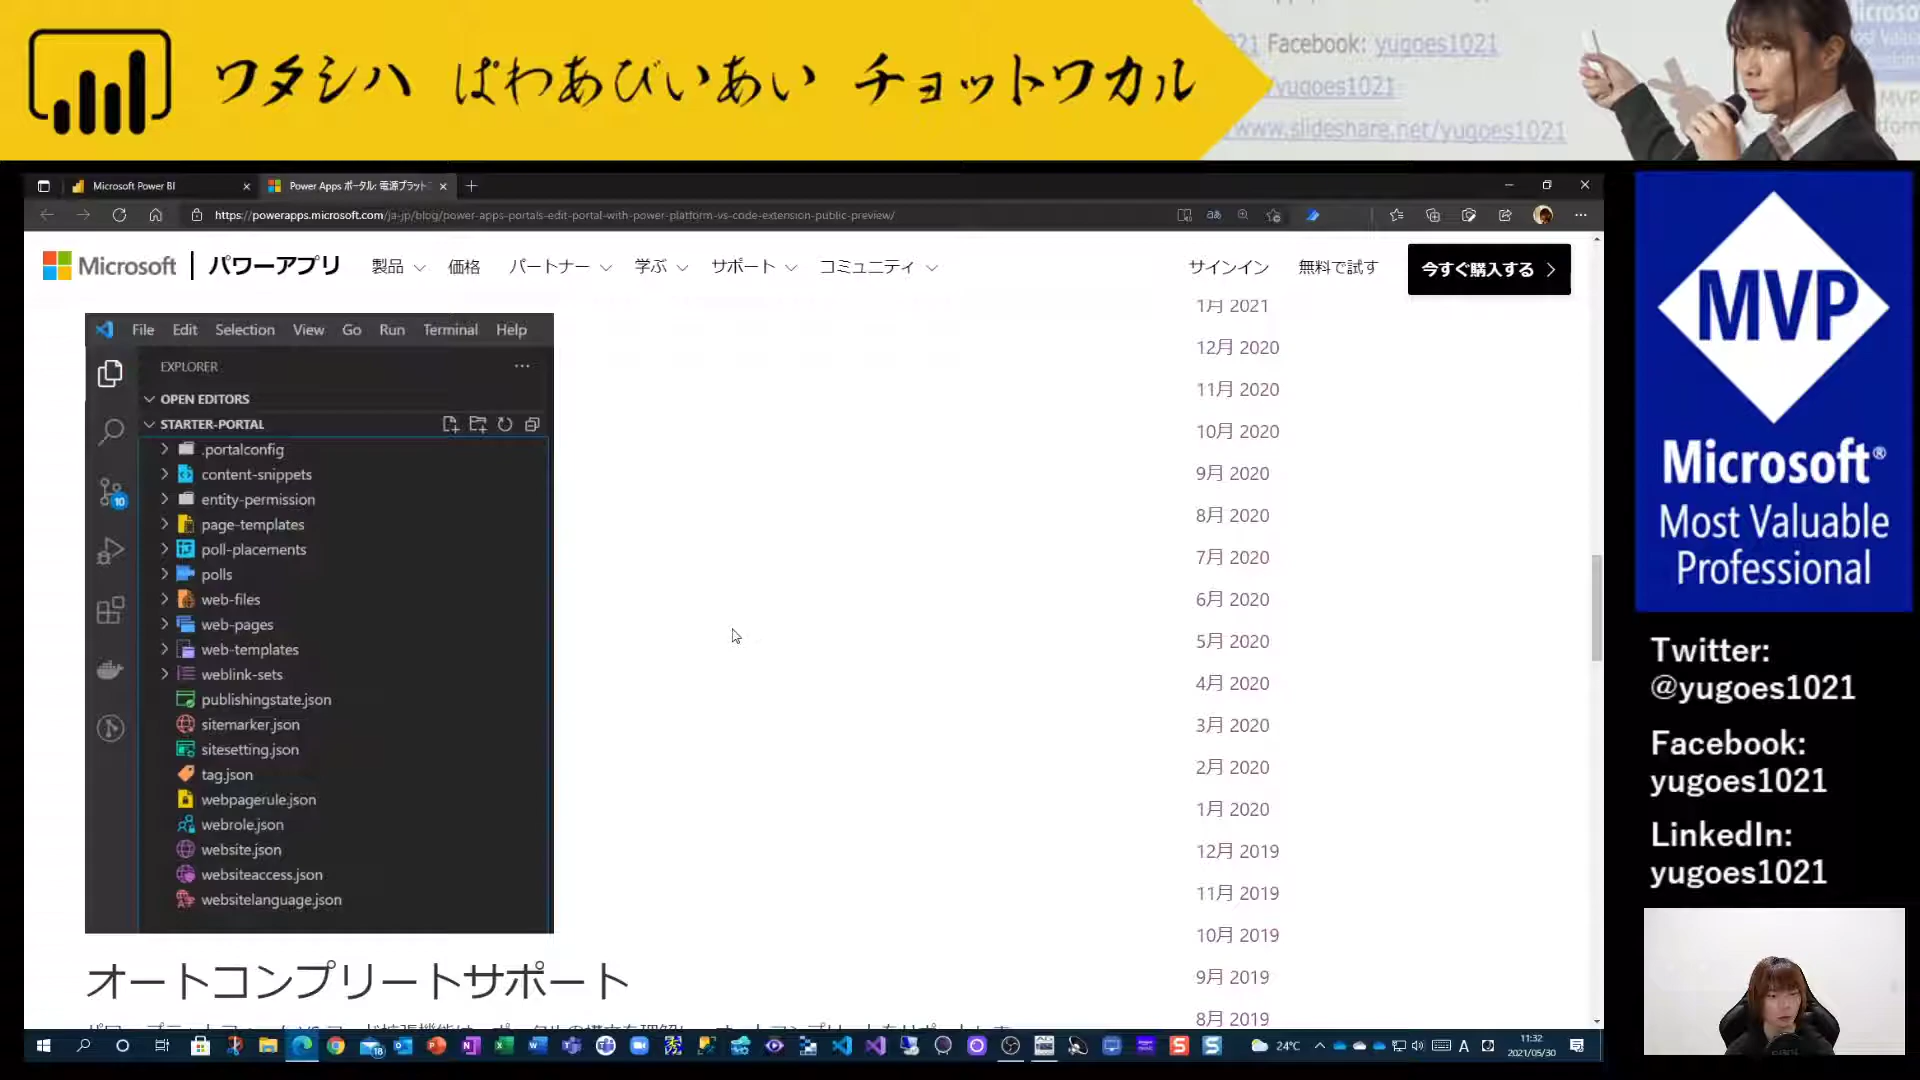 ワタシハ ぱわあびいあい チョットワカル
Facebook: yugoes1021
/yugoes1021
www.slideshare.net/yugoes1021
Microsoft Power BI
Power Apps ポータル: 電源プラット
https://powerapps.microsoft.com/ja-jp/blog/power-apps-portals-edit-portal-with-power-platform-vs-code-extension-public-preview/
Microsoft
パワーアプリ
製品
価格
パートナー
学ぶ
サポート
コミュニティ
サインイン
無料で試す
今すぐ購入する
File Edit Selection View Go Run Terminal Help
EXPLORER
OPEN EDITORS
STARTER-PORTAL
.portalconfig
content-snippets
entity-permission
10
page-templates
poll-placements
polls
web-files
web-pages
web-templates
weblink-sets
publishingstate.json
sitemarker.json
sitesetting.json
tag.json
webpagerule.json
webrole.json
website.json
websiteaccess.json
websitelanguage.json
オートコンプリートサポート
1月 2021
12月 2020
11月 2020
10月 2020
9月 2020
8月 2020
7月 2020
6月 2020
5月 2020
4月 2020
3月 2020
2月 2020
1月 2020
12月 2019
11月 2019
10月 2019
9月 2019
8月 2019
18
24°C
A
11:32
2021/05/30
MVP
Microsoft®
Most Valuable
Professional
Twitter:
@yugoes1021
Facebook:
yugoes1021
LinkedIn:
yugoes1021